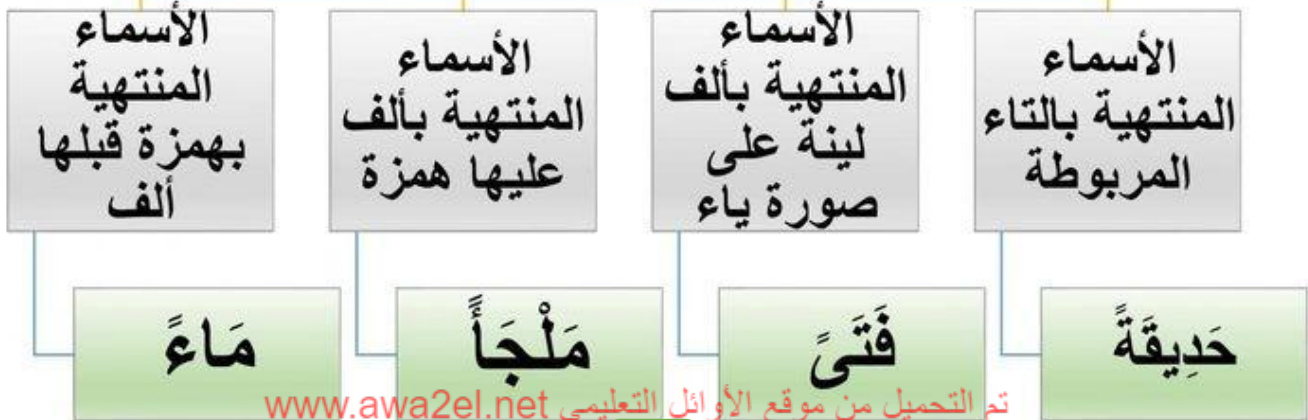 الأسماء
المنتهية بالتاء
المربوطة
الأسماء
المنتهية بألف
لينة على
صورة ياء
الأسماء
المنتهية بألف
عليها همزة
الأسماء
المنتهية
بهمزة قبلها
ألف
حَدِيقَةً
فَتَىً
مَلْجَأً
مَاءً
تم التحميل من موقع الأوائل التعليمي www.awa2el.net